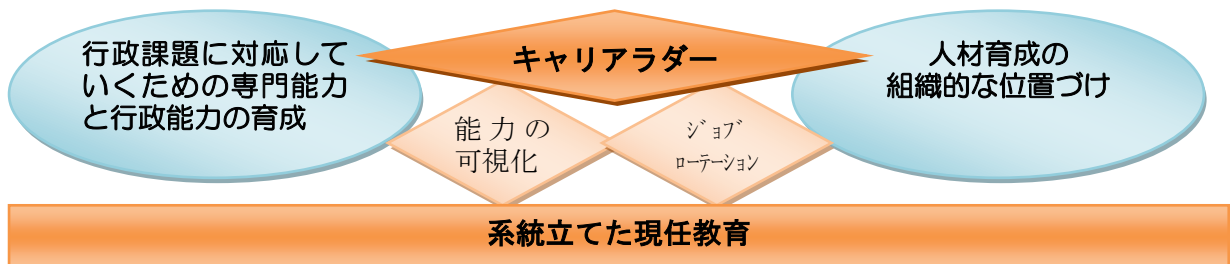 行政課題に対応して
いくための専門能力
と行政能力の育成
キャリアラダー
人材育成の
組織的な位置づけ
能力の
可視化
ｼﾞｮﾌﾞ
ﾛｰﾃｰｼｮﾝ
系統立てた現任教育